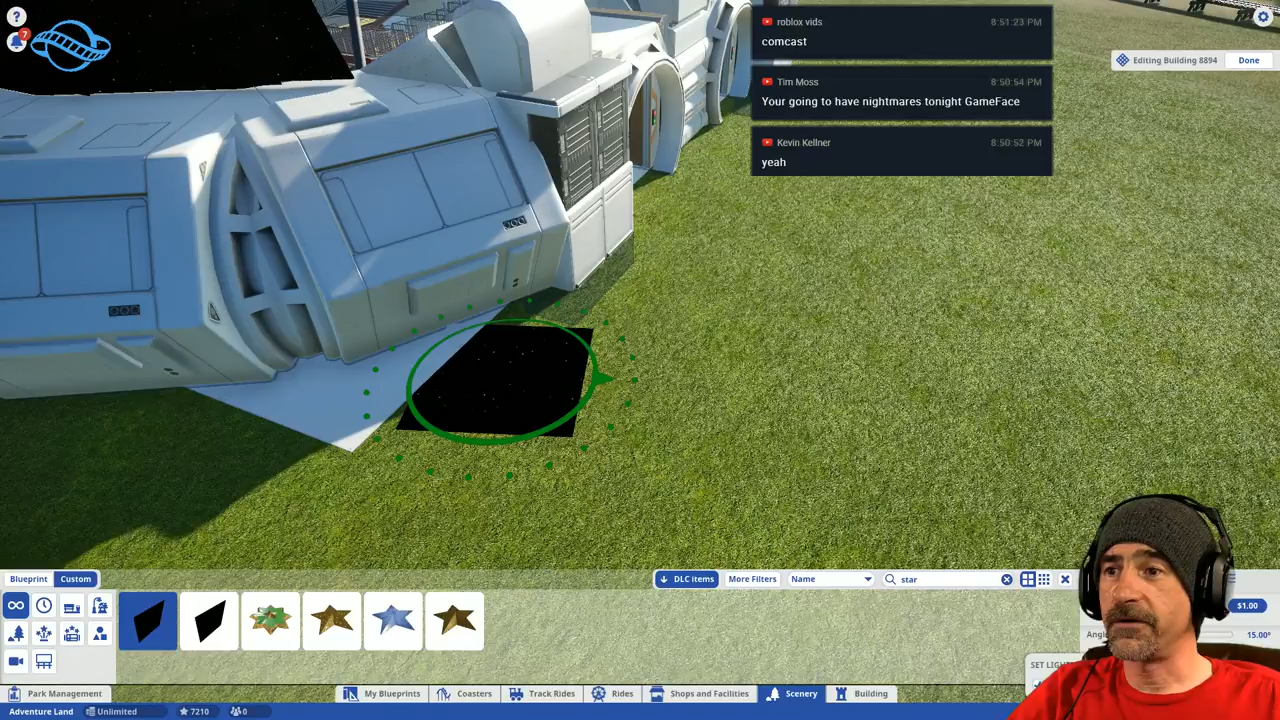 ?
7
roblox vids 8:51:23 PM
comcast
Tim Moss 8:50:54 PM
Your going to have nightmares tonight GameFace
Kevin Kellner 8:50:52 PM
yeah
Editing Building 8894 Done
Blueprint Custom
DLC items More Filters Name star
$1.00
15.00°
Park Management
My Blueprints Coasters Track Rides Rides Shops and Facilities Scenery Building
Adventure Land Unlimited 7210 0